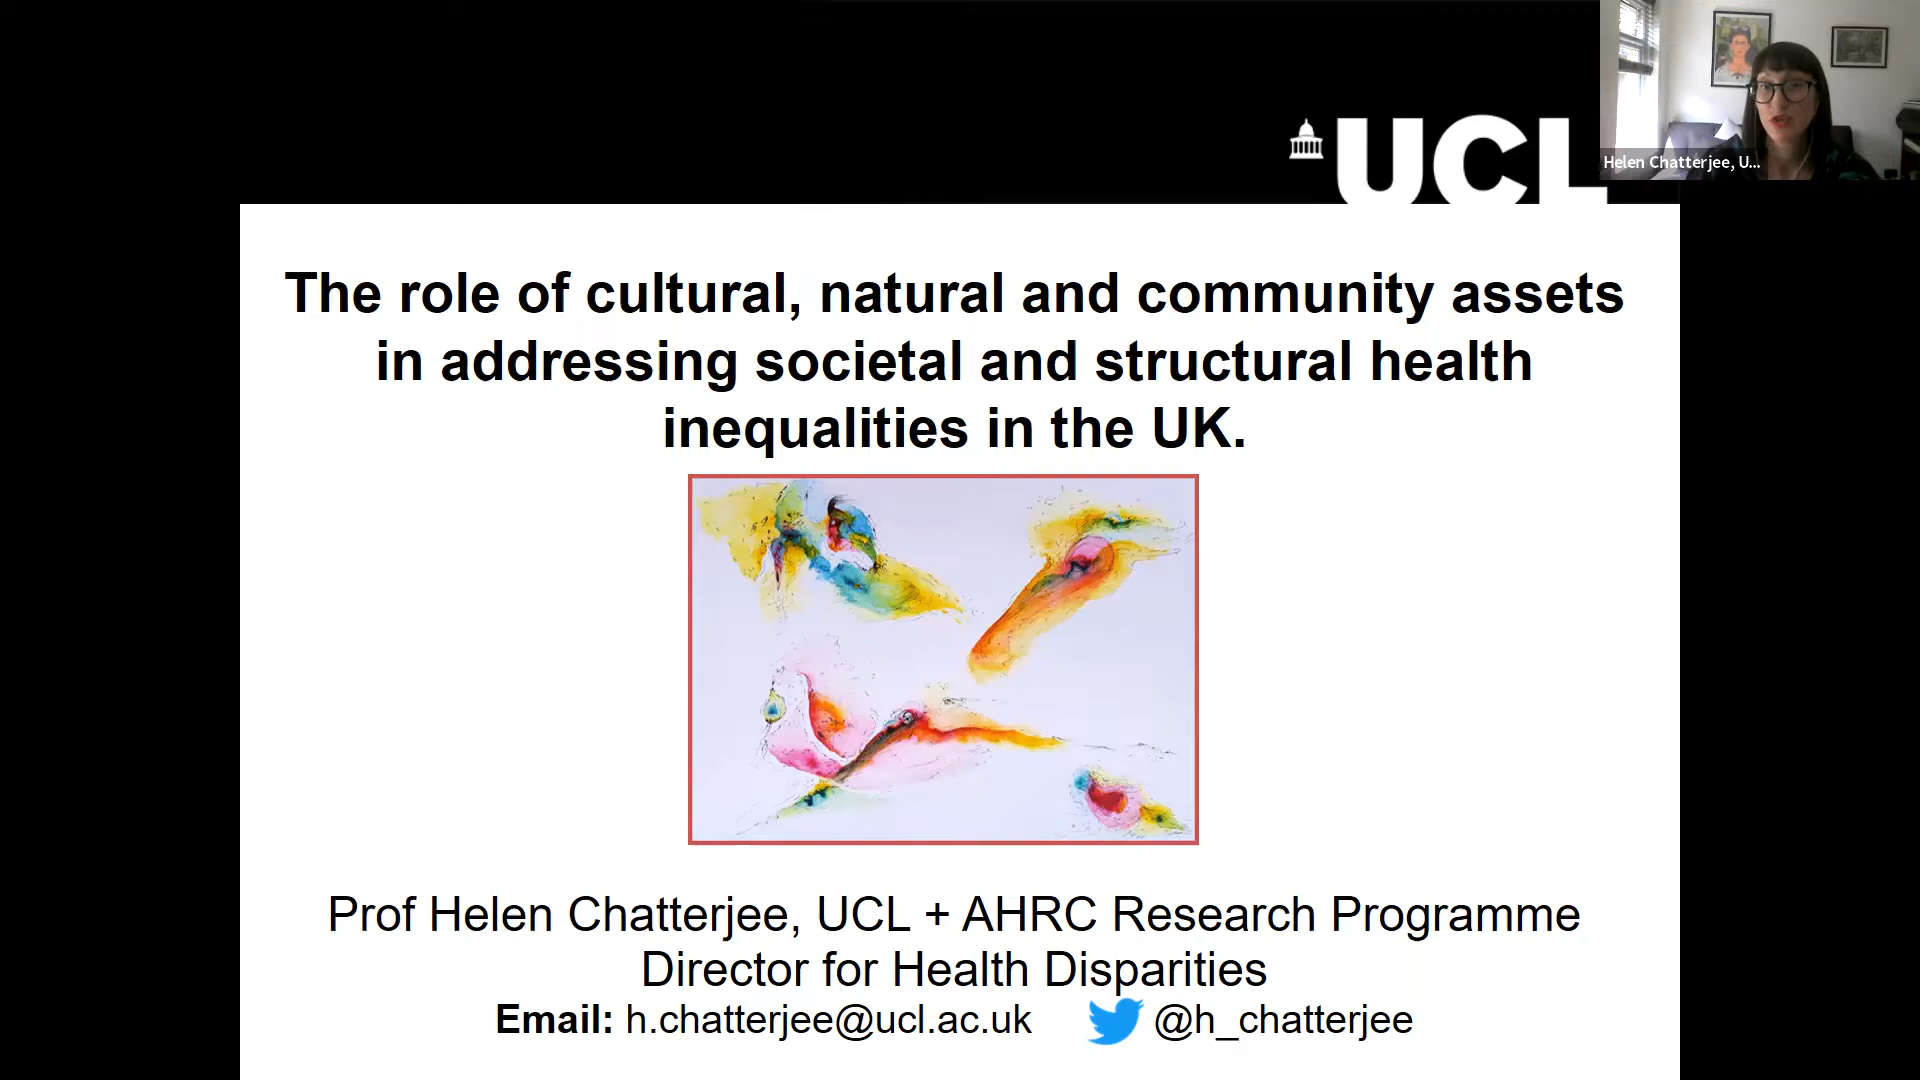 UCL
Helen Chatterjee, U...
The role of cultural, natural and community assets
in addressing societal and structural health
inequalities in the UK.
Prof Helen Chatterjee, UCL + AHRC Research Programme
Director for Health Disparities
Email: h.chatterjee@ucl.ac.uk @h_chatterjee